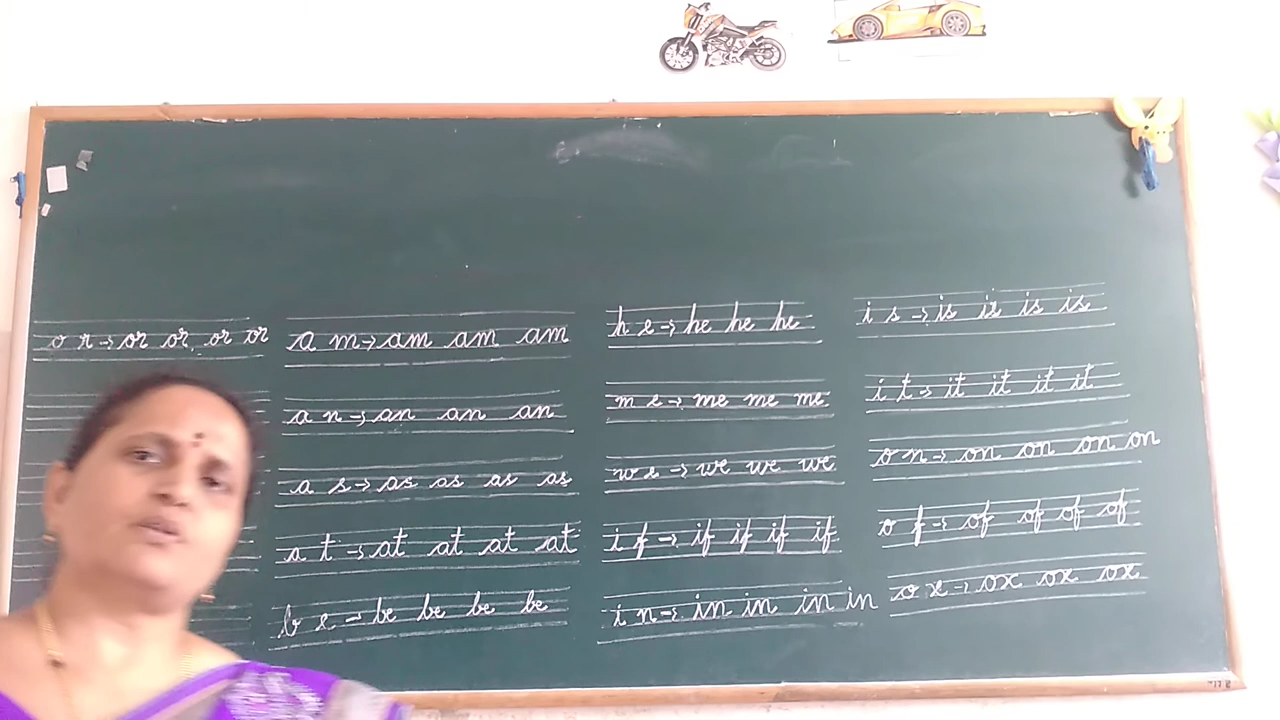 o r → or or or or
a m → am am am
a n → an an an
a s → as as as as
a t → at at at at
b e → be be be be
h e → he he he
m e → me me me
w e → we we we
i f → if if if if
i n → in in in in
i s → is is is is
i t → it it it it
o n → on on on on
o f → of of of of
o x → ox ox ox